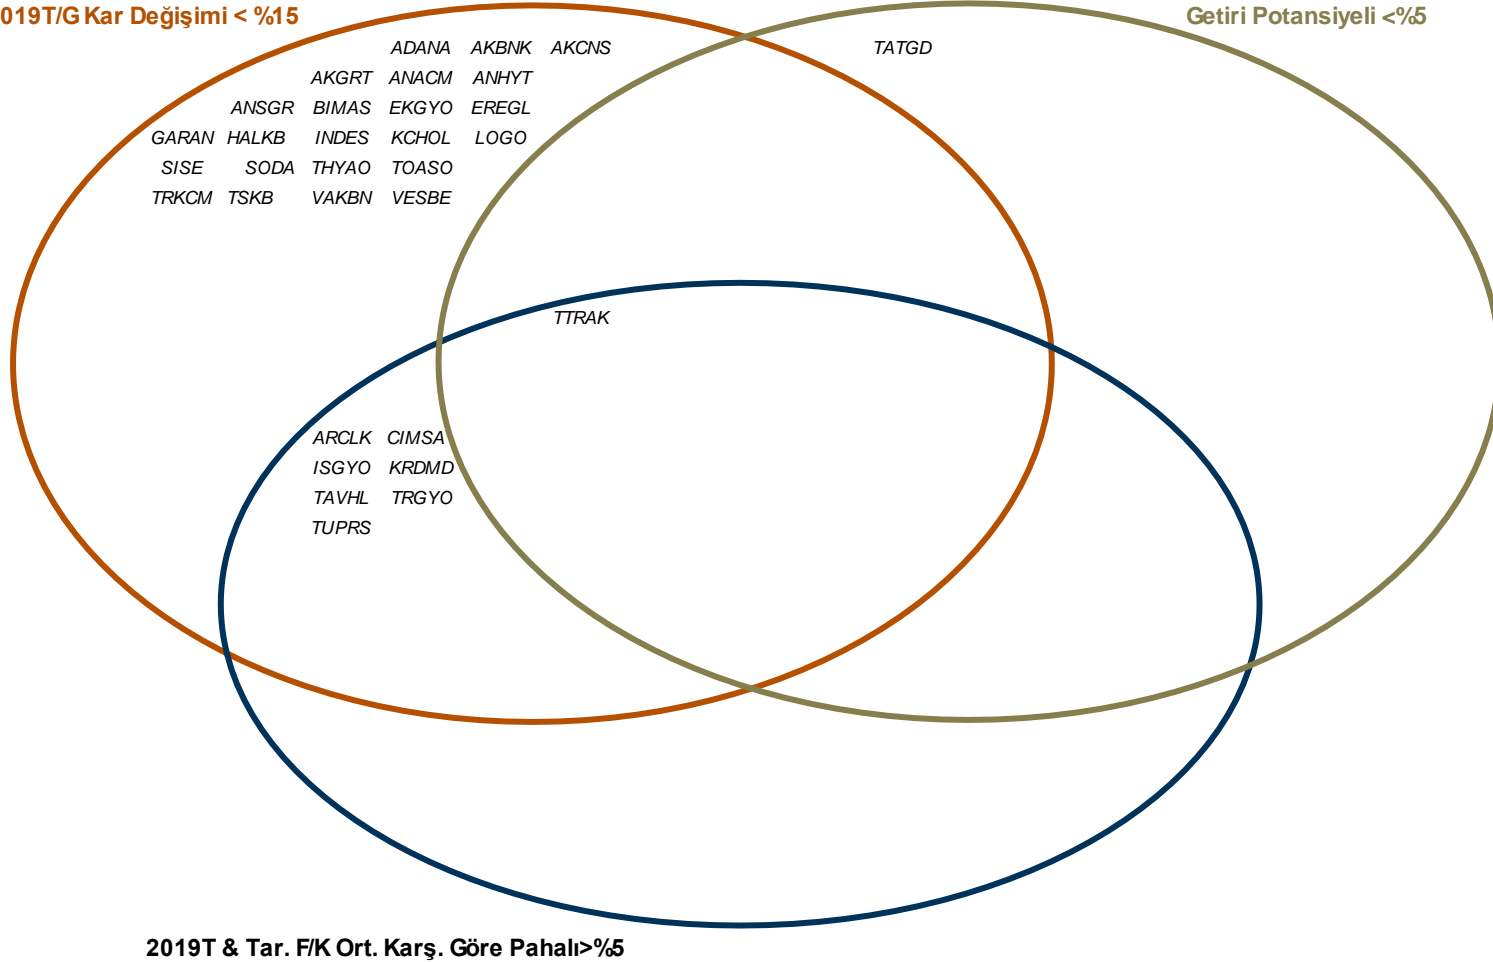 019T/G Kar Değişimi < %15
Getiri Potansiyeli <%5
ADANA AKBNK AKCNS
TATGD
AKGRT ANACM ANHYT
ANSGR BIMAS EKGYO EREGL
GARAN HALKB INDES KCHOL LOGO
SISE SODA THYAO TOASO
TRKCM TSKB VAKBN VESBE
TTRAK
ARCLK CIMSA
ISGYO KRDMD
TAVHL TRGYO
TUPRS
2019T & Tar. F/K Ort. Karş. Göre Pahalı>%5